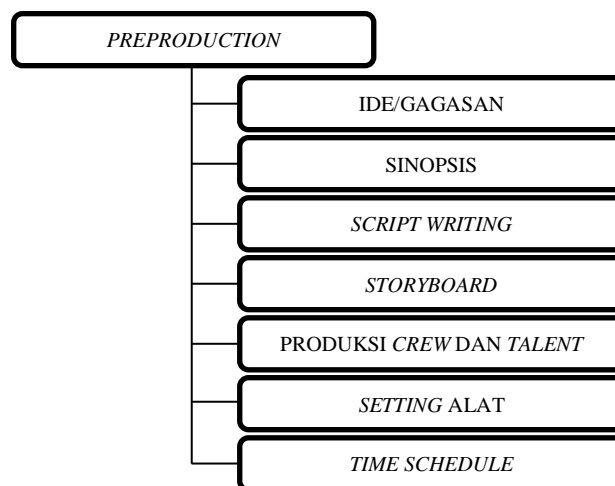 PREPRODUCTION
IDE/GAGASAN
SINOPSIS
SCRIPT WRITING
STORYBOARD
PRODUKSI CREW DAN TALENT
SETTING ALAT
TIME SCHEDULE